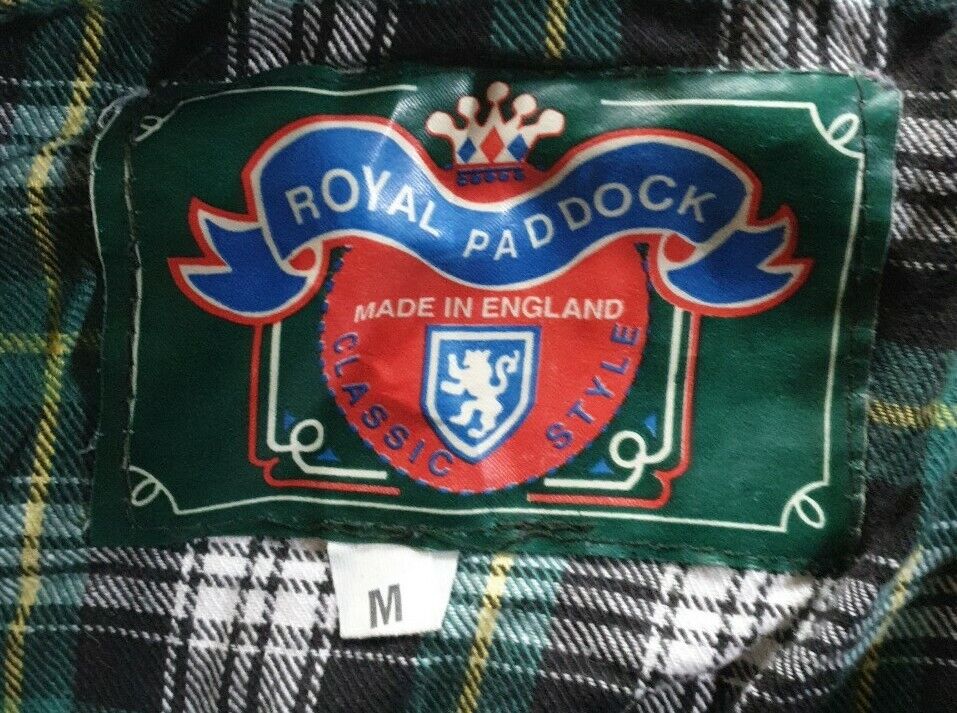 ROYAL PADDOCK
MADE IN ENGLAND
CLASSIC STYLE
M